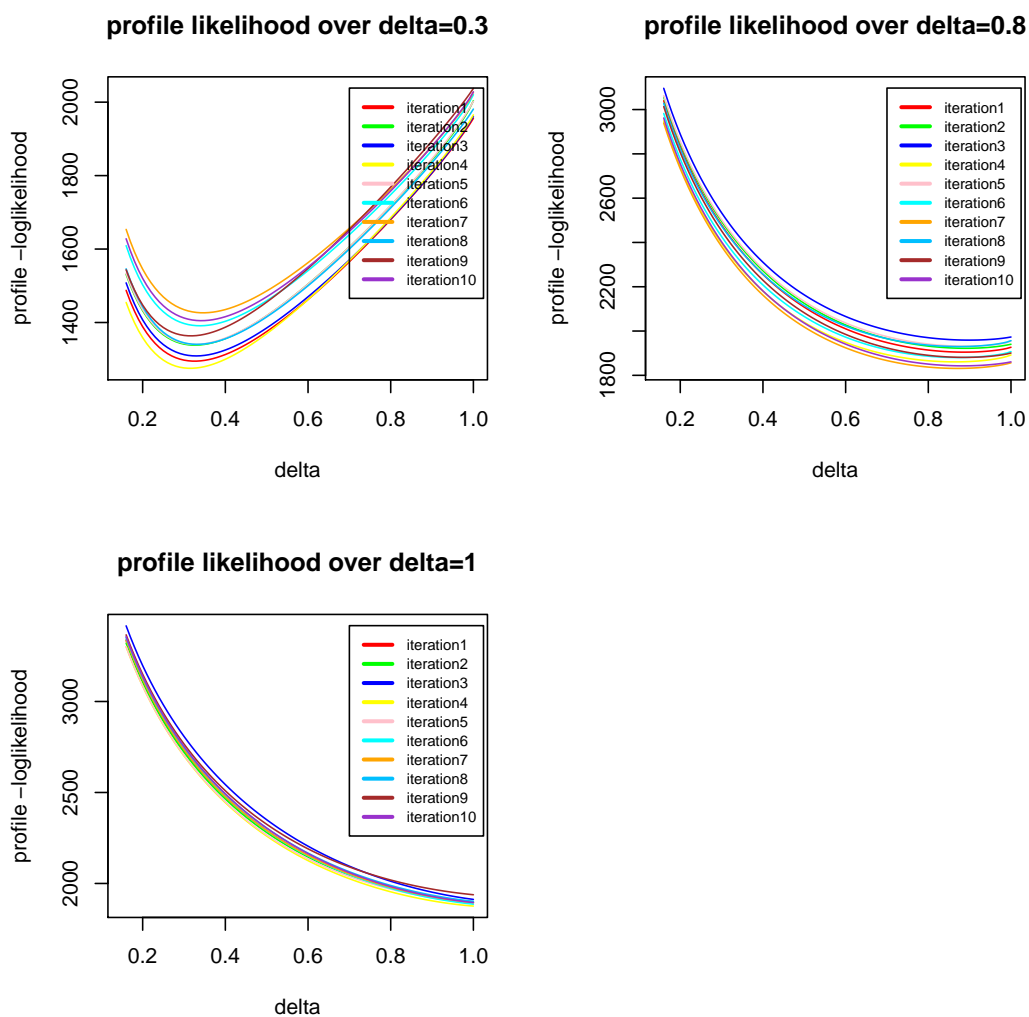 profile likelihood over delta=0.3
profile −loglikelihood
2000
1800
1600
1400
0.2 0.4 0.6 0.8 1.0
delta
iteration1
iteration2
iteration3
iteration4
iteration5
iteration6
iteration7
iteration8
iteration9
iteration10
profile likelihood over delta=0.8
profile −loglikelihood
3000
2600
2200
1800
0.2 0.4 0.6 0.8 1.0
delta
iteration1
iteration2
iteration3
iteration4
iteration5
iteration6
iteration7
iteration8
iteration9
iteration10
profile likelihood over delta=1
profile −loglikelihood
3000
2500
2000
0.2 0.4 0.6 0.8 1.0
delta
iteration1
iteration2
iteration3
iteration4
iteration5
iteration6
iteration7
iteration8
iteration9
iteration10